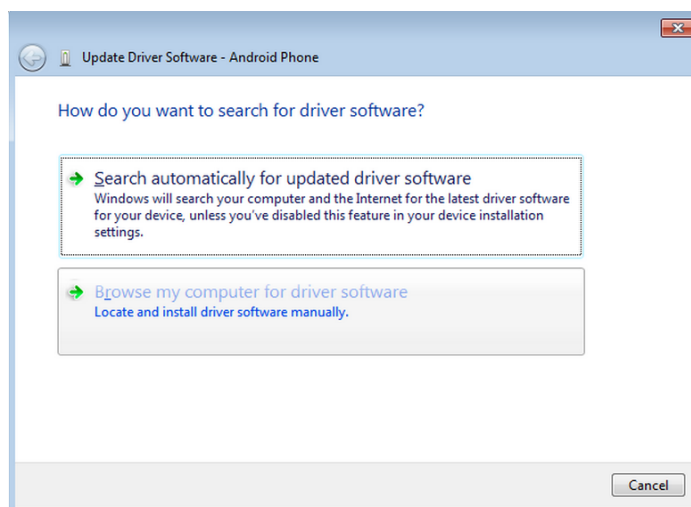 Update Driver Software - Android Phone
How do you want to search for driver software?
Search automatically for updated driver software
Windows will search your computer and the Internet for the latest driver software
for your device, unless you've disabled this feature in your device installation
settings.
Browse my computer for driver software
Locate and install driver software manually.
Cancel